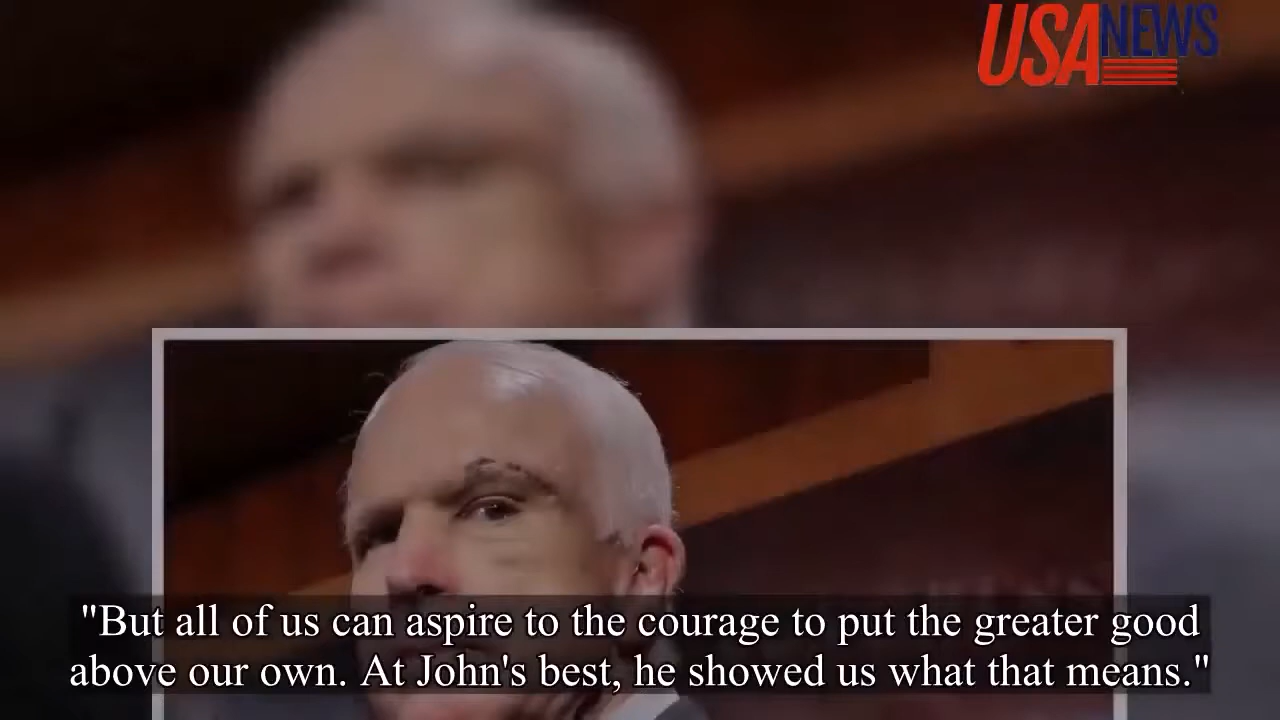 USANEWS
"But all of us can aspire to the courage to put the greater good
above our own. At John's best, he showed us what that means."